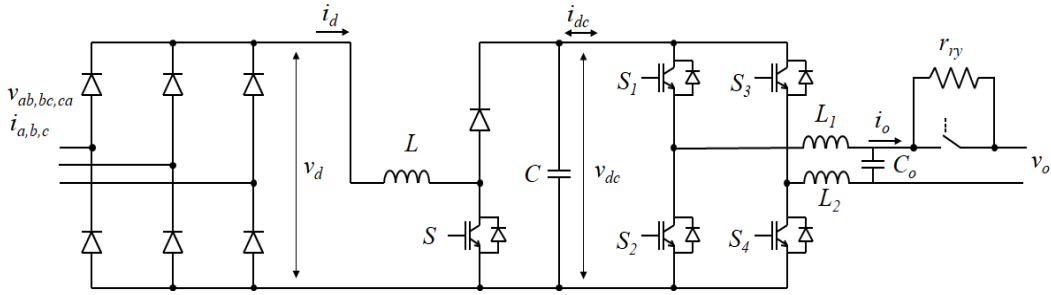 i_d
i_dc
r_ry
v_ab,bc,ca
i_a,b,c
S_1
S_3
L_1
i_o
L
v_d
C
v_dc
C_o
v_o
L_2
S
S_2
S_4